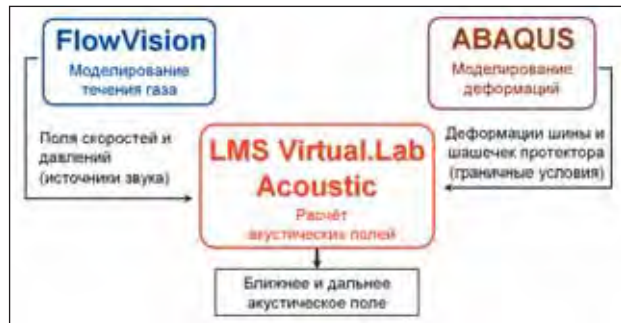 FlowVision
Моделирование
течения газа
ABAQUS
Моделирование
деформаций
Поля скоростей и
давлений
(источники звука)
LMS Virtual.Lab
Acoustic
Расчёт
акустических полей
Деформации шины и
шашечек протектора
(граничные условия)
Ближнее и дальнее
акустическое поле